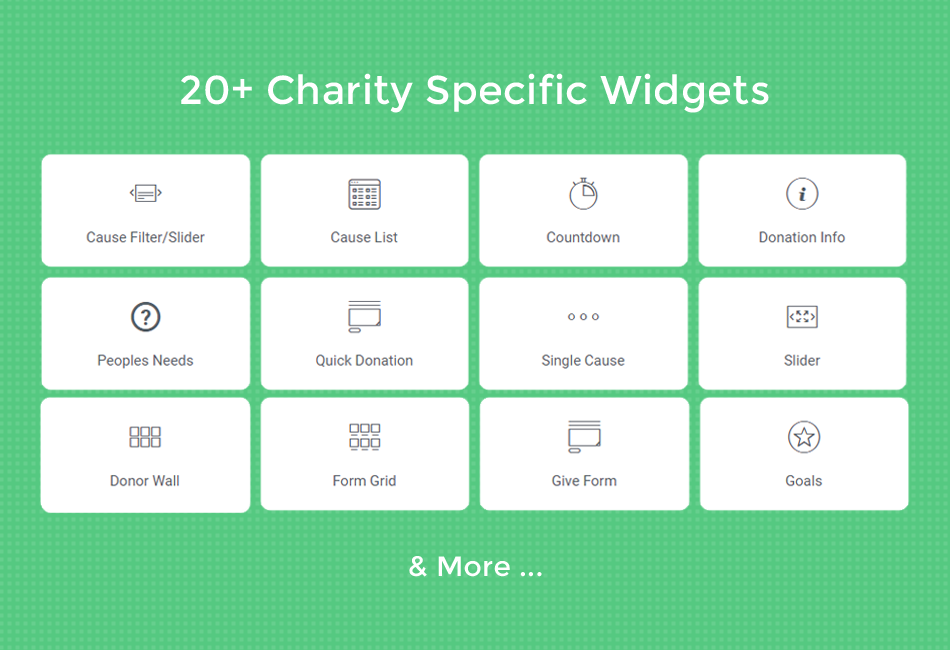 20+ Charity Specific Widgets
Cause Filter/Slider
Cause List
Countdown
Donation Info
Peoples Needs
Quick Donation
Single Cause
Slider
Donor Wall
Form Grid
Give Form
Goals
& More ...